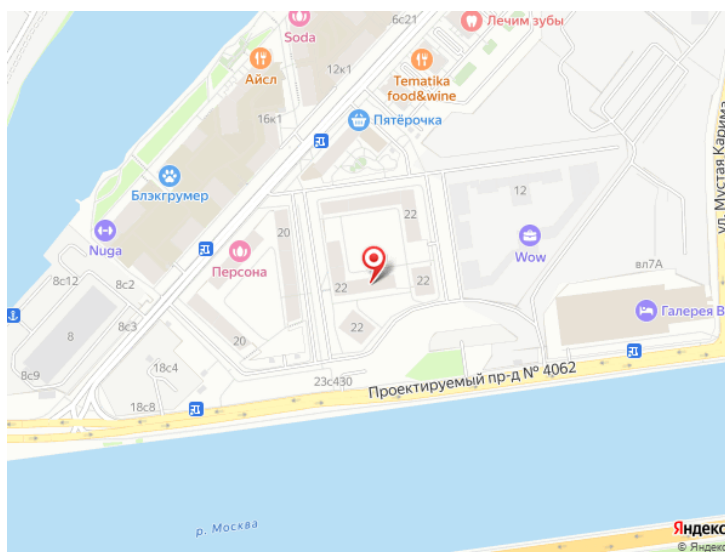 6с21
Soda
Лечим зубы
Айсл
12к1
Tematika
food&wine
16к1
Пятёрочка
ул. Мустая Карима
Блэкгрумер
12
22
20
Nuga
Персона
Wow
вл7А
8с12
8с2
22
22
Галерея В
8
8с3
22
20
18с4
8с9
23с430
Проектируемый пр-д № 4062
18с8
р. Москва
Яндекс
© Яндекс